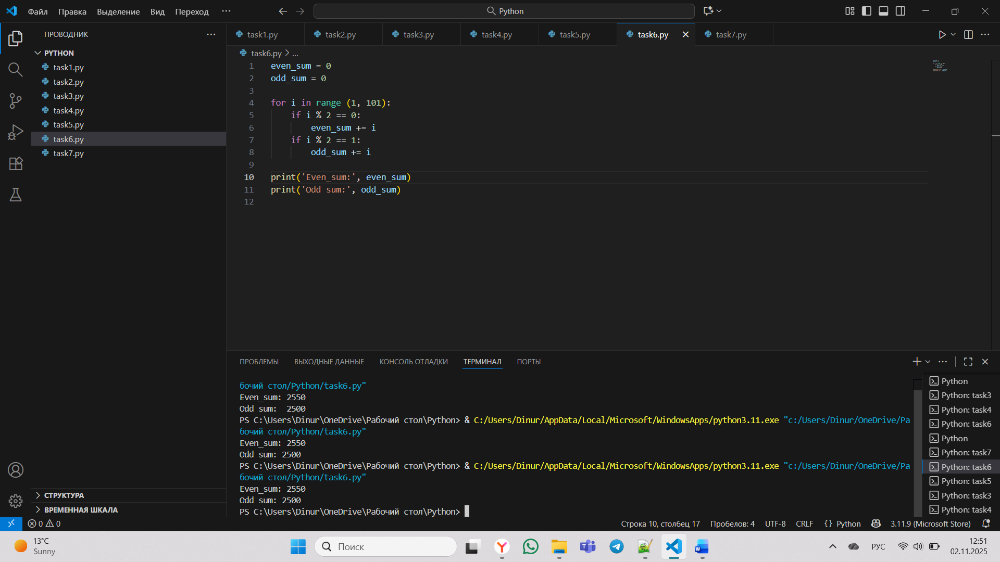 Файл Правка Выделение Вид Переход ··· Python
ПРОВОДНИК ···
PYTHON
task1.py
task2.py
task3.py
task4.py
task5.py
task6.py
task7.py
СТРУКТУРА
ВРЕМЕННАЯ ШКАЛА
task1.py task2.py task3.py task4.py task5.py task6.py task7.py
task6.py > ...
1 even_sum = 0
2 odd_sum = 0
3
4 for i in range (1, 101):
5 if i % 2 == 0:
6 even_sum += i
7 if i % 2 == 1:
8 odd_sum += i
9
10 print('Even_sum:', even_sum)
11 print('Odd sum:', odd_sum)
12
ПРОБЛЕМЫ ВЫХОДНЫЕ ДАННЫЕ КОНСОЛЬ ОТЛАДКИ ТЕРМИНАЛ ПОРТЫ
бочий стол/Python/task6.py"
Even_sum: 2550
Odd sum:  2500
PS C:\Users\Dinur\OneDrive\Рабочий стол\Python> & C:/Users/Dinur/AppData/Local/Microsoft/WindowsApps/python3.11.exe "c:/Users/Dinur/OneDrive/Ра
бочий стол/Python/task6.py"
Even_sum: 2550
Odd sum: 2500
PS C:\Users\Dinur\OneDrive\Рабочий стол\Python> & C:/Users/Dinur/AppData/Local/Microsoft/WindowsApps/python3.11.exe "c:/Users/Dinur/OneDrive/Ра
бочий стол/Python/task6.py"
Even_sum: 2550
Odd sum: 2500
PS C:\Users\Dinur\OneDrive\Рабочий стол\Python>
Python
Python: task3
Python: task4
Python: task6
Python
Python: task7
Python: task6
Python: task5
Python: task3
Python: task4
0 0 Строка 10, столбец 17 Пробелов: 4 UTF-8 CRLF {} Python 3.11.9 (Microsoft Store)
13°C
Sunny
Поиск
РУС
12:51
02.11.2025